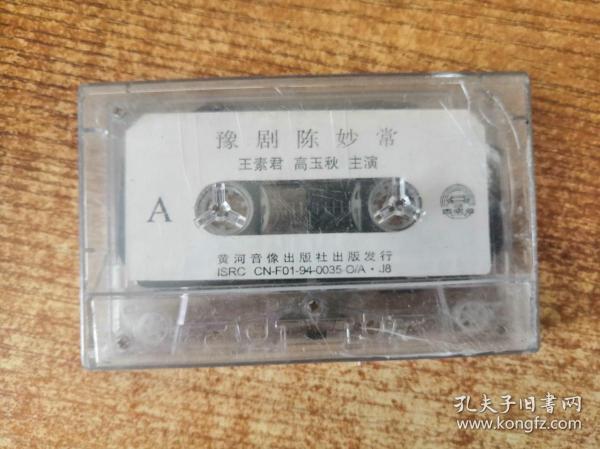 豫剧陈妙常
王素君 高玉秋 主演
A
黄河音像出版社出版发行
ISRC CN-F01-94-0035-0/A·J8
孔夫子旧书网
www.kongfz.com